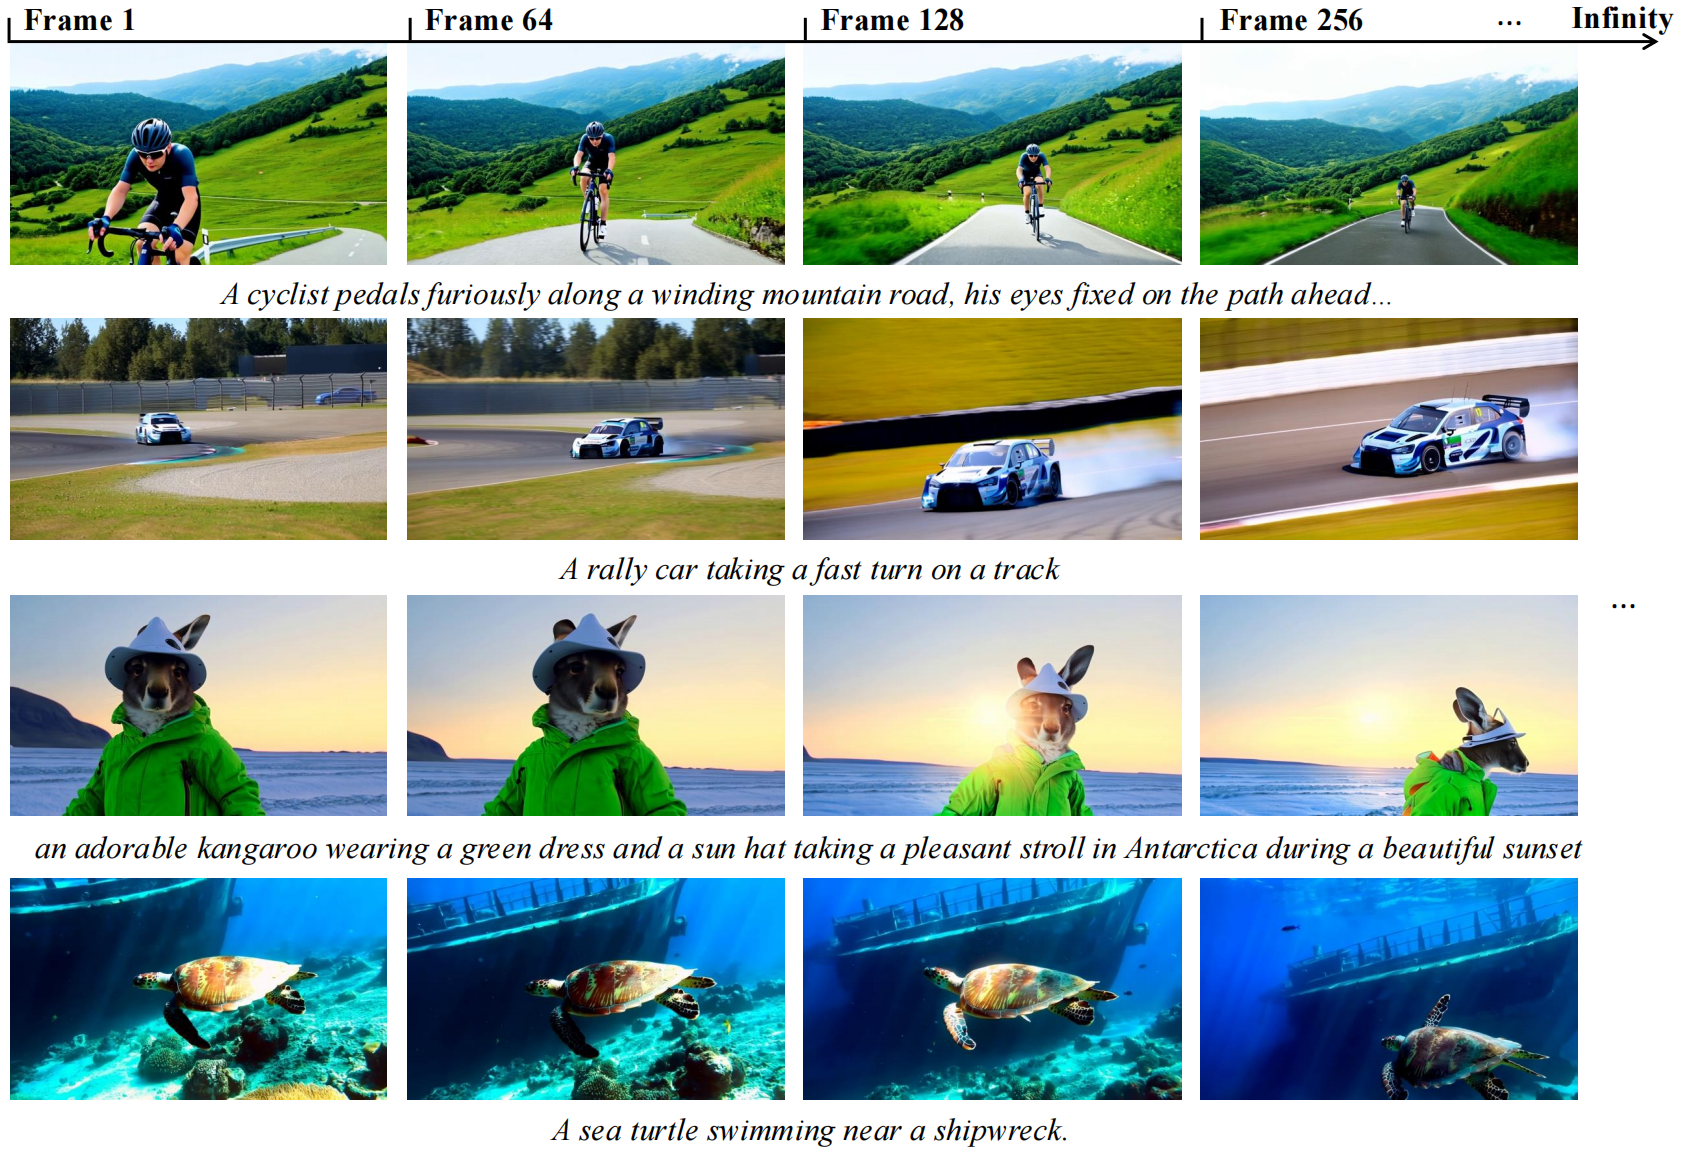 Frame 1 Frame 64 Frame 128 Frame 256 ... Infinity
A cyclist pedals furiously along a winding mountain road, his eyes fixed on the path ahead...
A rally car taking a fast turn on a track
...
an adorable kangaroo wearing a green dress and a sun hat taking a pleasant stroll in Antarctica during a beautiful sunset
A sea turtle swimming near a shipwreck.